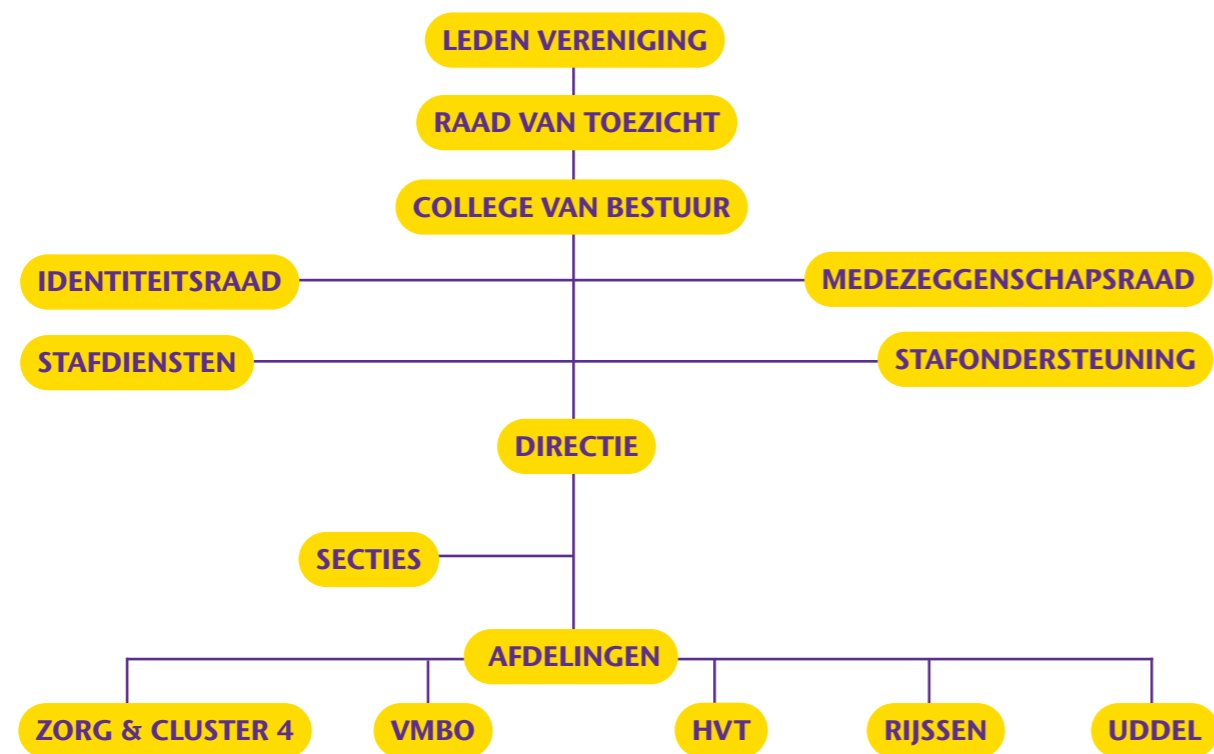 LEDEN VERENIGING
RAAD VAN TOEZICHT
COLLEGE VAN BESTUUR
IDENTITEITSRAAD
MEDEZEGGENSCHAPSRAAD
STAFDIENSTEN
STAFONDERSTEUNING
DIRECTIE
SECTIES
AFDELINGEN
ZORG & CLUSTER 4
VMBO
HVT
RIJSSEN
UDDEL